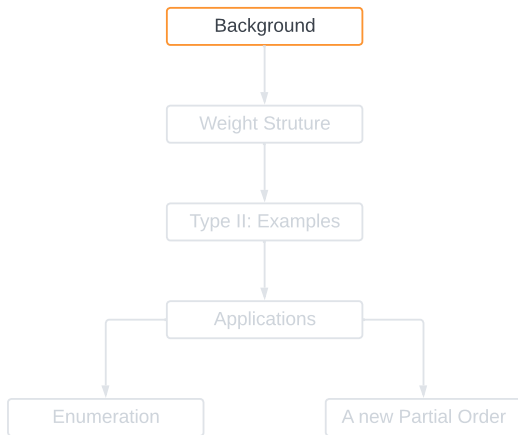 Background
Weight Struture
Type II: Examples
Applications
Enumeration
A new Partial Order